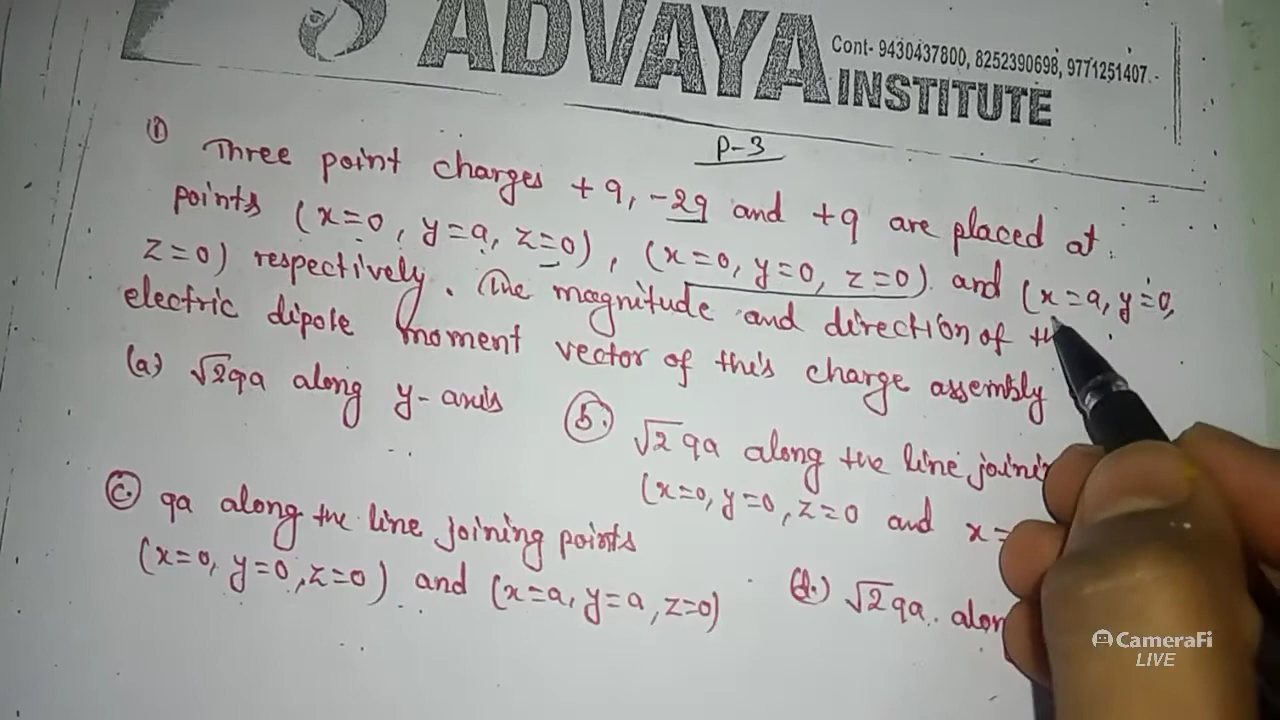 ADVAYA
INSTITUTE
Cont- 9430437800, 8252390698, 9771251407.
P-3
① Three point charges +q, -2q and +q are placed at
points (x=0, y=a, z=0), (x=0, y=0, z=0) and (x=a, y=0,
z=0) respectively. The magnitude and direction of
electric dipole moment vector of this charge assembly
(a) √2qa along y-axis
(b.) √2 qa along the line
(x=0, y=0, z=0 and x=
(c.) qa along the line joining points
(x=0, y=0, z=0) and (x=a, y=a, z=0)
(d.) √2qa.
CameraFi
LIVE